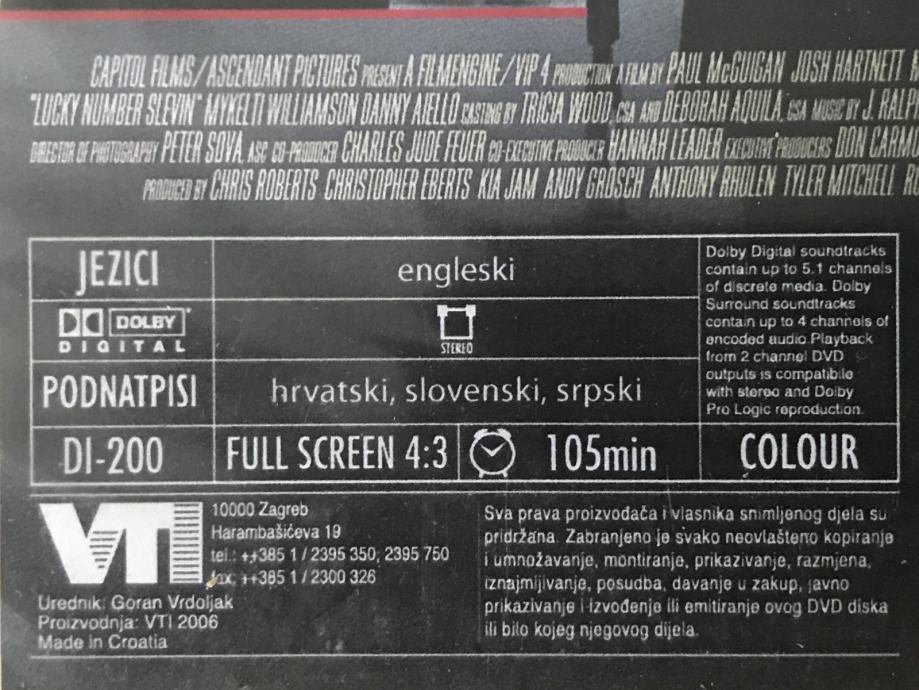 CAPITOL FILMS/ASCENDANT PICTURES PRESENT A FILMENGINE/VIP 4 PRODUCTION A FILM BY PAUL McGUIGAN JOSH HARTNETT
"LUCKY NUMBER SLEVIN" MYKELTI WILLIAMSON DANNY AIELLO CASTING BY TRICIA WOOD, CSA AND DEBORAH AQUILA, CSA MUSIC BY J. RALP
DIRECTOR OF PHOTOGRAPHY PETER SOVA, ASC CO-PRODUCER CHARLES JUDE FEUER CO-EXECUTIVE PRODUCER HANNAH LEADER EXECUTIVE PRODUCERS DON CARMO
PRODUCED BY CHRIS ROBERTS CHRISTOPHER EBERTS KIA JAM ANDY GROSCH ANTHONY RHULEN TYLER MITCHELL
JEZICI
engleski
DOLBY
DIGITAL
STEREO
PODNATPISI
hrvatski, slovenski, srpski
Dolby Digital soundtracks
contain up to 5.1 channels
of discrete media. Dolby
Surround soundtracks
contain up to 4 channels of
encoded audio Playback
from 2 channel DVD
outputs is compatibile
with stereo and Dolby
Pro Logic reproduction.
DI-200
FULL SCREEN 4:3
105min
COLOUR
VTI
10000 Zagreb
Harambašićeva 19
tel.: ++385 1 / 2395 350; 2395 750
fax: ++385 1 / 2300 326
Urednik: Goran Vrdoljak
Proizvodnja: VTI 2006
Made in Croatia
Sva prava proizvođača i vlasnika snimljenog djela su
pridržana. Zabranjeno je svako neovlašteno kopiranje
i umnožavanje, montiranje, prikazivanje, razmjena,
iznajmijivanje, posudba, davanje u zakup, javno
prikazivanje i izvođenje ili emitiranje ovog DVD diska
ili bilo kojeg njegovog dijela.